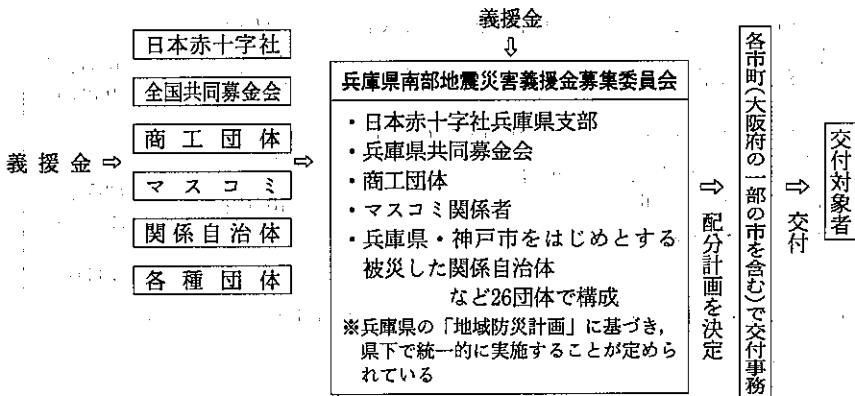 義援金 ⇨
日本赤十字社
全国共同募金会
商工団体
マスコミ
関係自治体
各種団体
⇨
義援金
⇩
兵庫県南部地震災害義援金募集委員会
・日本赤十字社兵庫県支部
・兵庫県共同募金会
・商工団体
・マスコミ関係者
・兵庫県・神戸市をはじめとする
被災した関係自治体
など26団体で構成
※兵庫県の「地域防災計画」に基づき,
県下で統一的に実施することが定めら
れている
⇨
配分計画を決定
各市町(大阪府の一部の市を含む)で交付事務
⇨
交付
交付対象者